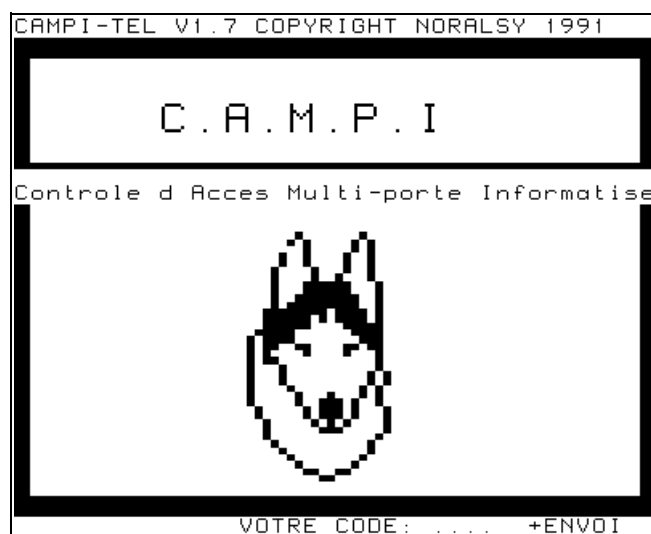 CAMPI-TEL V1.7 COPYRIGHT NORALSY 1991
C.A.M.P.I
Controle d Acces Multi-porte Informatise
VOTRE CODE: .... +ENVOI